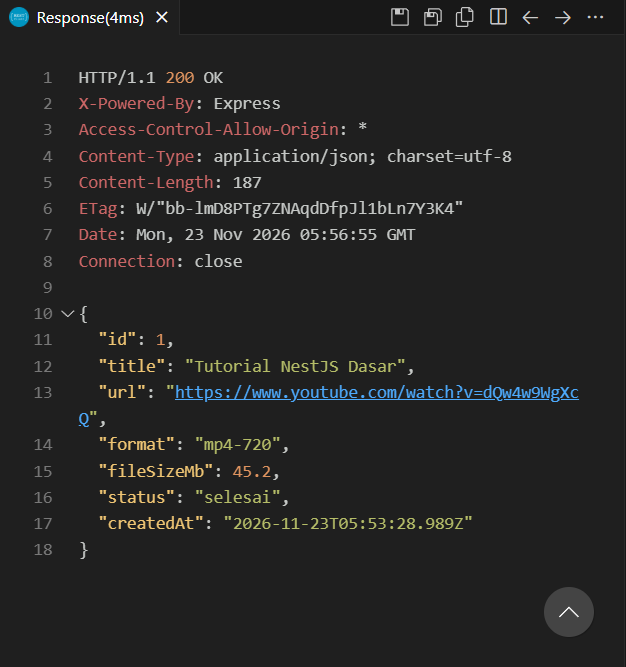 Response(4ms)
1 HTTP/1.1 200 OK
2 X-Powered-By: Express
3 Access-Control-Allow-Origin: *
4 Content-Type: application/json; charset=utf-8
5 Content-Length: 187
6 ETag: W/"bb-lmD8PTg7ZNAqdDfpJl1bLn7Y3K4"
7 Date: Mon, 23 Nov 2026 05:56:55 GMT
8 Connection: close
9
10 {
11 "id": 1,
12 "title": "Tutorial NestJS Dasar",
13 "url": "https://www.youtube.com/watch?v=dQw4w9WgXc
Q",
14 "format": "mp4-720",
15 "fileSizeMb": 45.2,
16 "status": "selesai",
17 "createdAt": "2026-11-23T05:53:28.989Z"
18 }